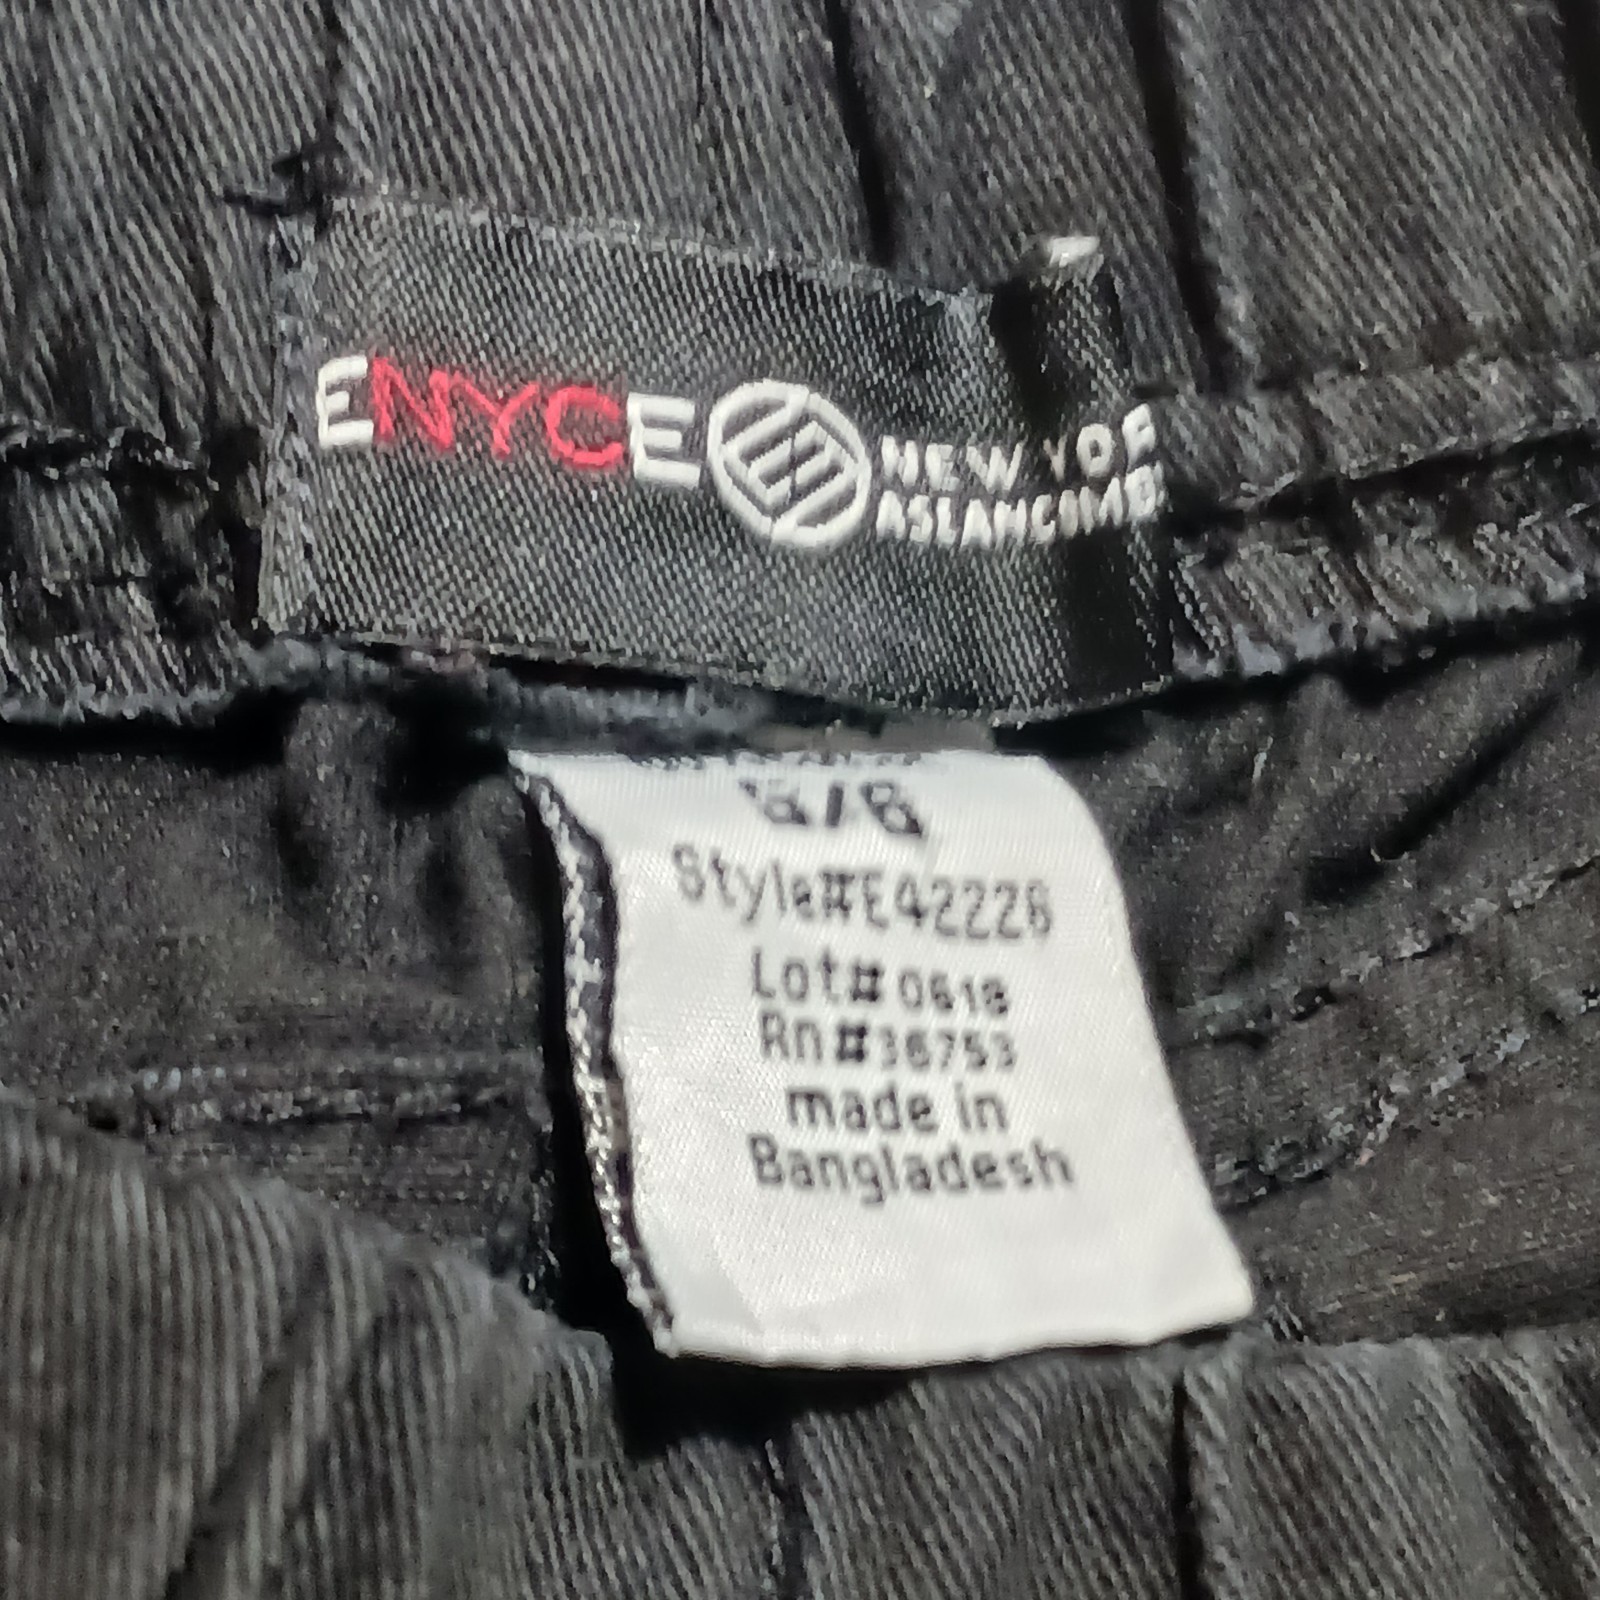 ENYCE
NEW YOR
Style#E42226
Lot#0618
Rn#36753
made in
Bangladesh